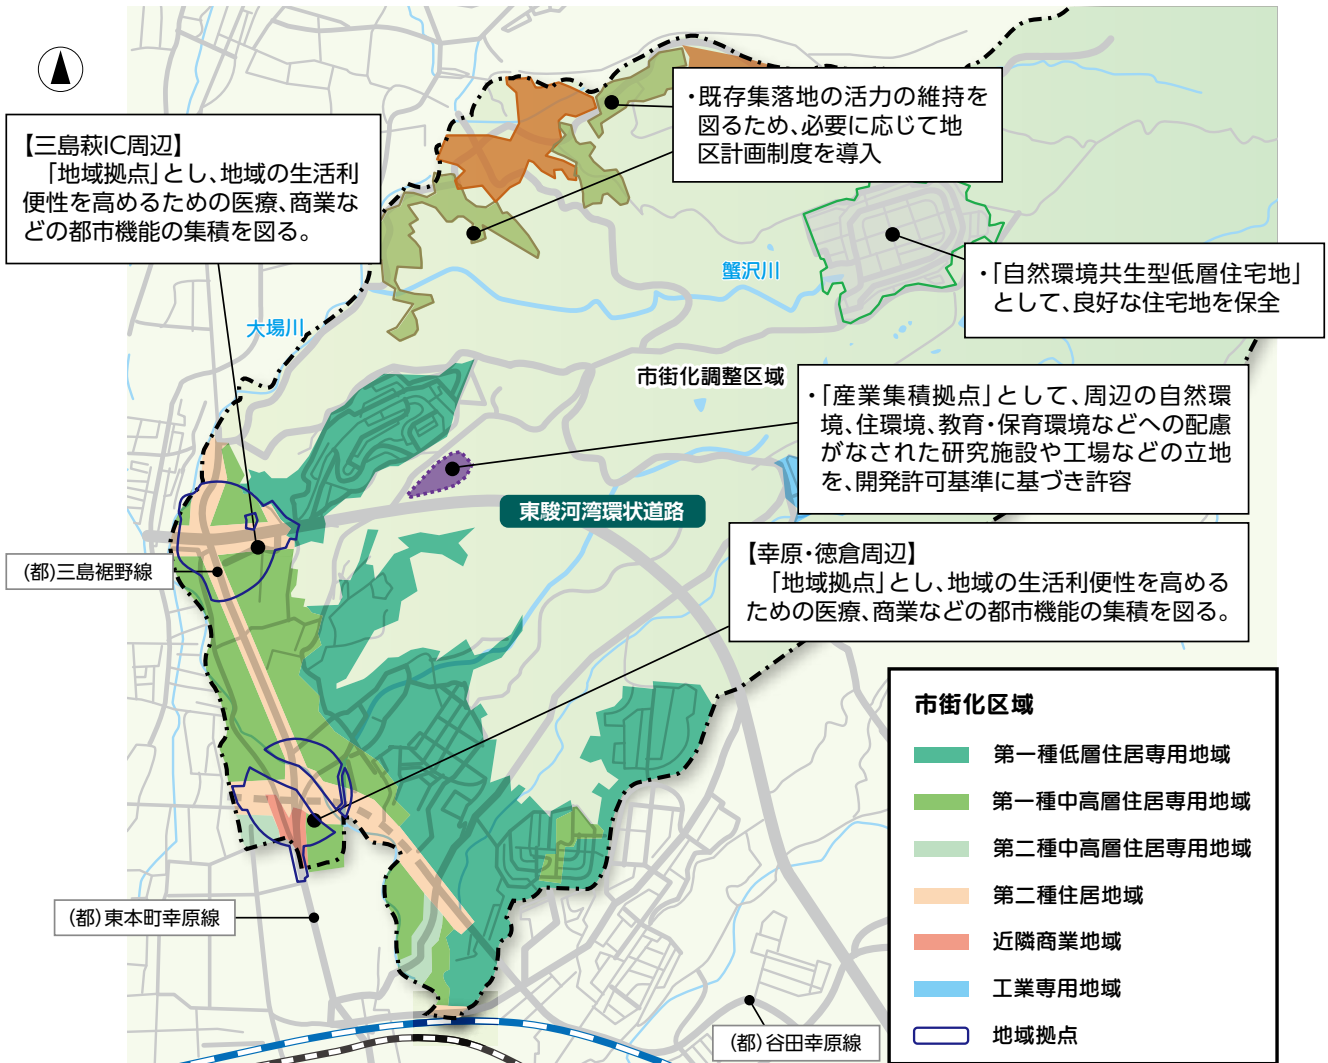 ・既存集落地の活力の維持を
図るため、必要に応じて地
区計画制度を導入
【三島萩IC周辺】
「地域拠点」とし、地域の生活利
便性を高めるための医療、商業な
どの都市機能の集積を図る。
・「自然環境共生型低層住宅地」
として、良好な住宅地を保全
蟹沢川
大場川
市街化調整区域
・「産業集積拠点」として、周辺の自然環
境、住環境、教育・保育環境などへの配慮
がなされた研究施設や工場などの立地
を、開発許可基準に基づき許容
東駿河湾環状道路
【幸原・徳倉周辺】
「地域拠点」とし、地域の生活利便性を高める
ための医療、商業などの都市機能の集積を図る。
(都)三島裾野線
(都)東本町幸原線
(都)谷田幸原線
市街化区域
第一種低層住居専用地域
第一種中高層住居専用地域
第二種中高層住居専用地域
第二種住居地域
近隣商業地域
工業専用地域
地域拠点